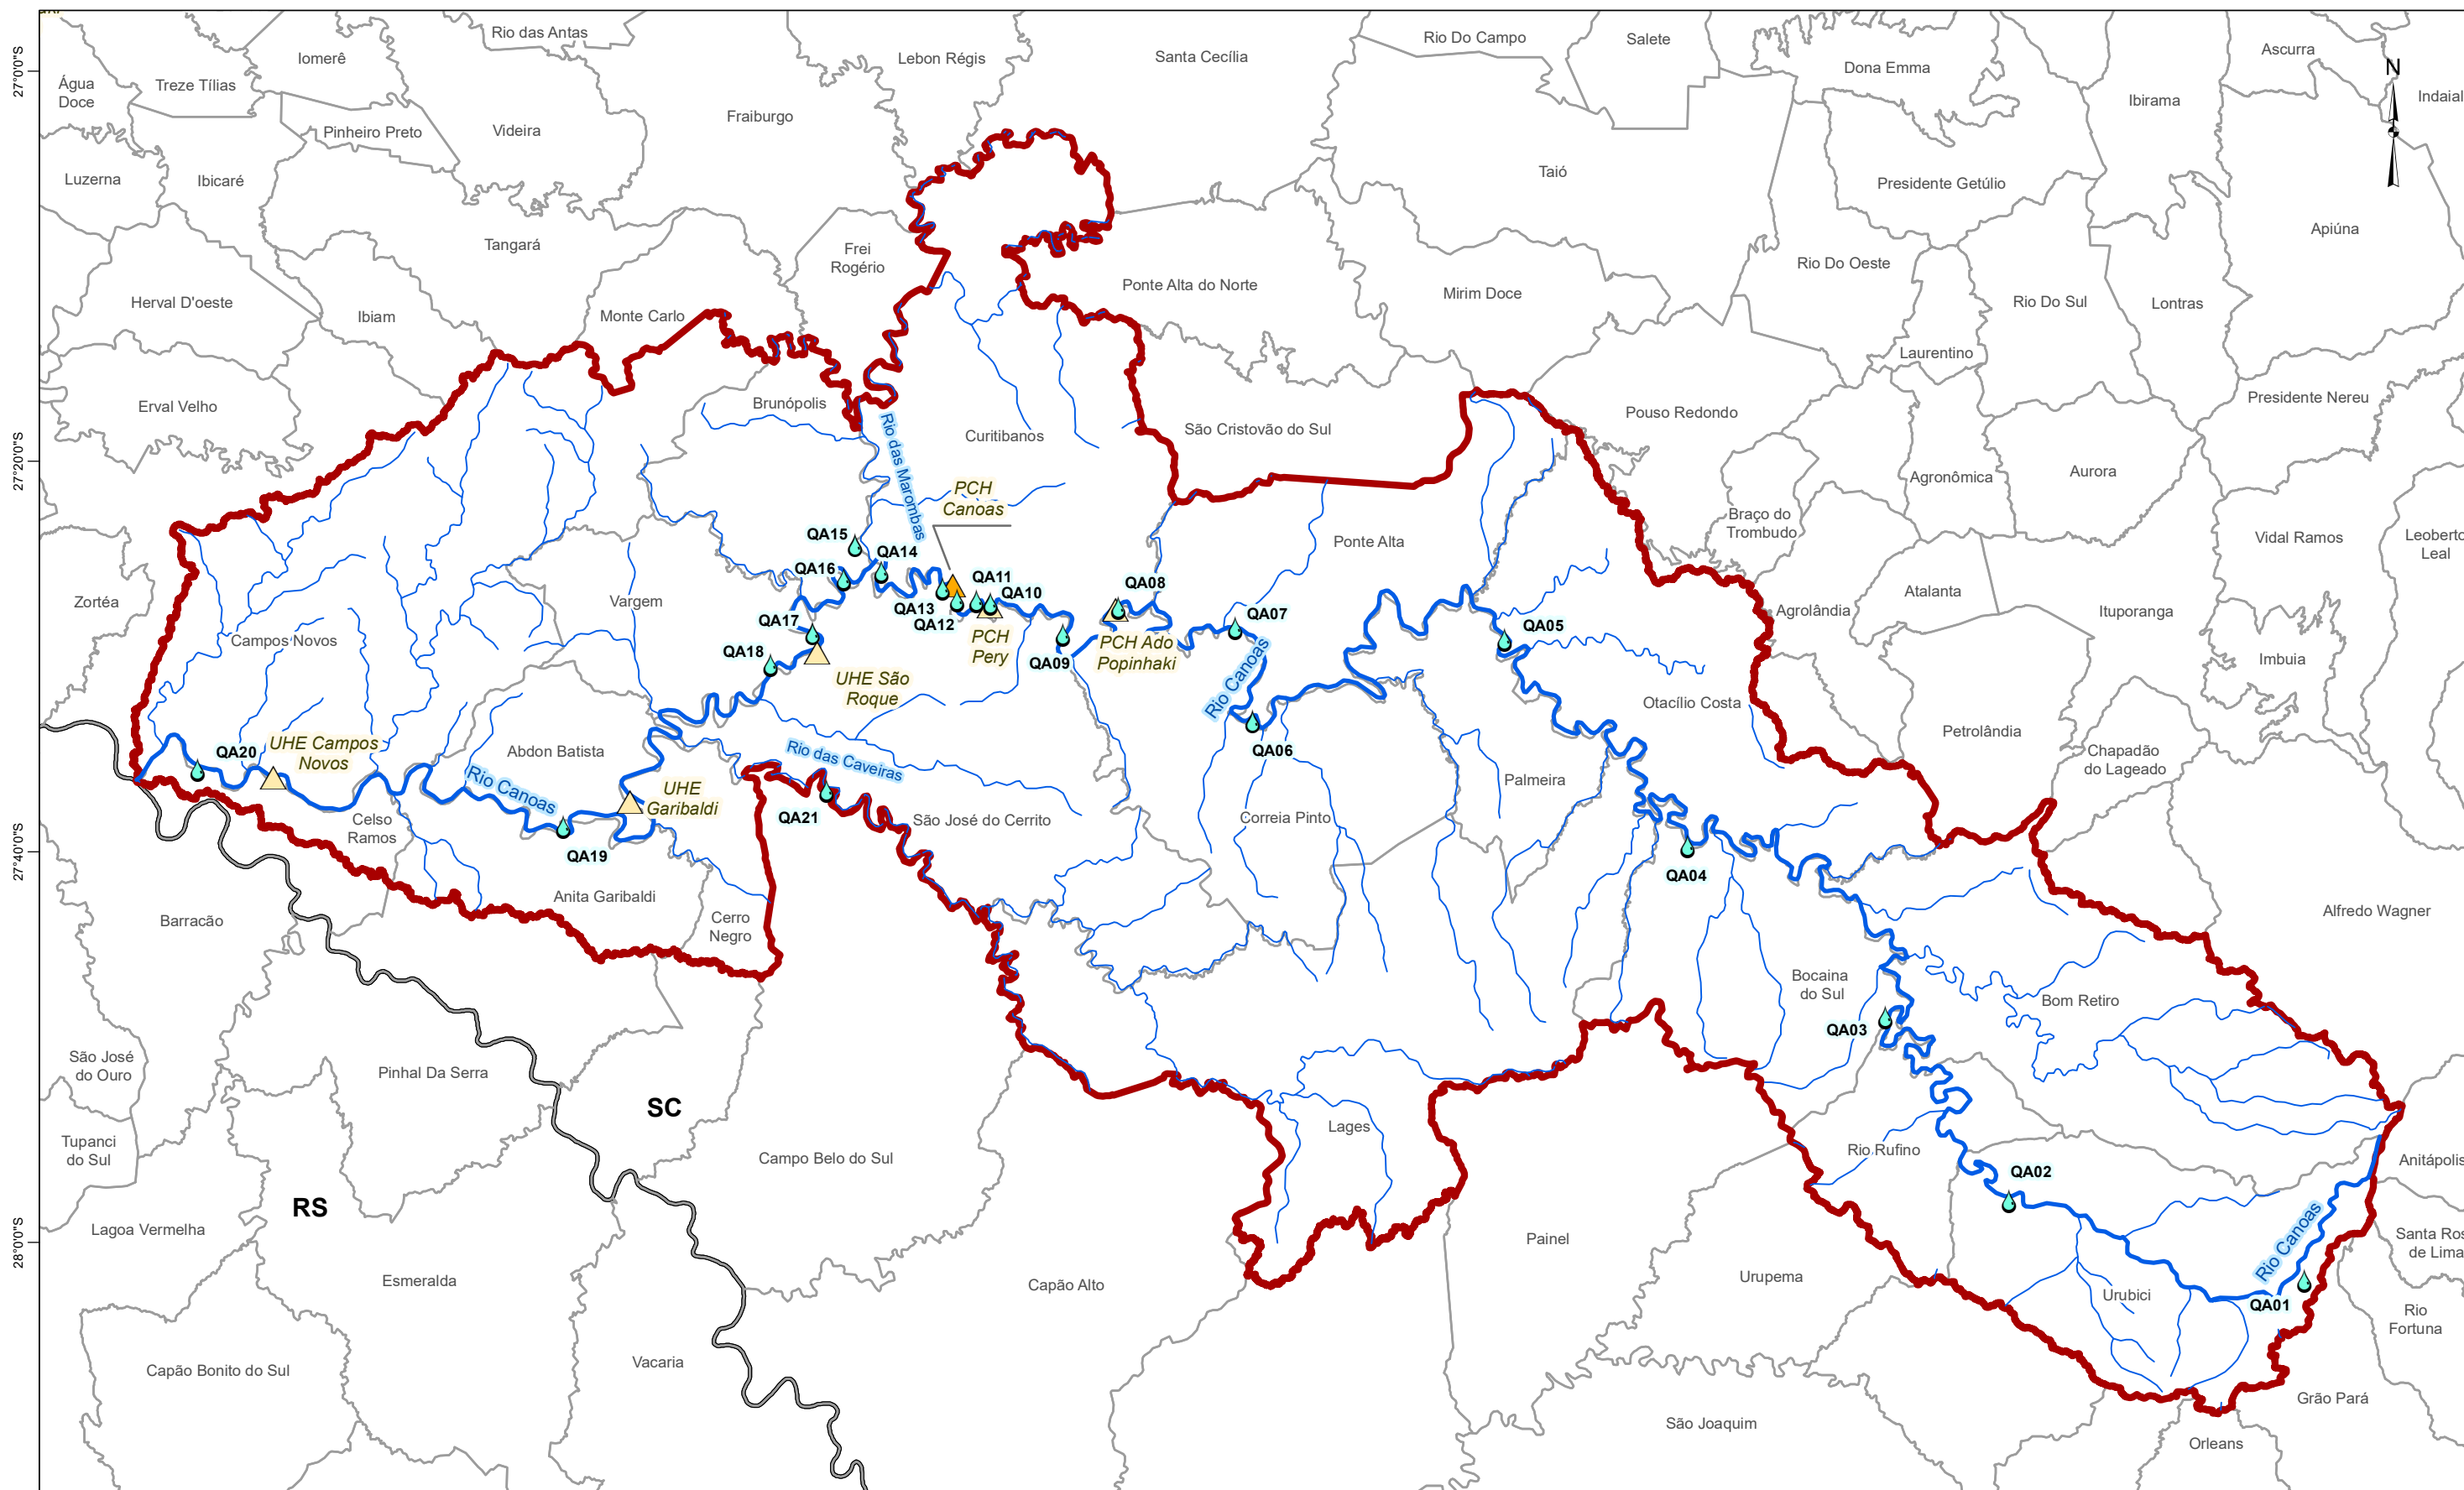 Rio das Antas
Rio Do Campo
Salete
Ascurra
Iomerê
Lebon Régis
Santa Cecília
Dona Emma
N
27°0'0"S
Água
Doce
Treze Tílias
Ibirama
Indaial
Fraiburgo
Pinheiro Preto
Videira
Luzerna
Ibicaré
Taió
Presidente Getúlio
Apiúna
Tangará
Frei
Rogério
Rio Do Oeste
Herval D'oeste
Ibiam
Monte Carlo
Ponte Alta do Norte
Mirim Doce
Rio Do Sul
Lontras
Laurentino
Erval Velho
Brunópolis
Pouso Redondo
Presidente Nereu
Curitibanos
São Cristovão do Sul
27°20'0"S
Rio das Marombas
Agronômica
Aurora
PCH
Canoas
Braço do
Trombudo
Vidal Ramos
Leoberto
Leal
QA15
QA14
Ponte Alta
QA16
QA11
QA10
QA08
Zortéa
Vargem
QA13
QA12
Atalanta
Agrolândia
Ituporanga
QA17
QA07
QA05
Campos Novos
PCH
Pery
QA09
PCH Ado
Popinhaki
QA18
UHE São
Roque
Rio Canoas
Imbuia
Otacílio Costa
Petrolândia
QA20
UHE Campos
Novos
Abdon Batista
Rio das Caveiras
QA06
Chapadão
do Lageado
Rio Canoas
UHE
Garibaldi
Palmeira
QA21
São José do Cerrito
Correia Pinto
Celso
Ramos
QA19
27°40'0"S
QA04
Anita Garibaldi
Barracão
Cerro
Negro
Alfredo Wagner
Bocaina
do Sul
Bom Retiro
QA03
São José
do Ouro
Pinhal Da Serra
SC
Lages
Tupanci
do Sul
Campo Belo do Sul
Rio Rufino
QA02
Anitápolis
RS
Lagoa Vermelha
28°0'0"S
Painel
Santa Ros
de Lima
Rio Canoas
Esmeralda
Capão Alto
Urupema
Urubici
QA01
Rio
Fortuna
Capão Bonito do Sul
Vacaria
São Joaquim
Grão Pará
Orleans